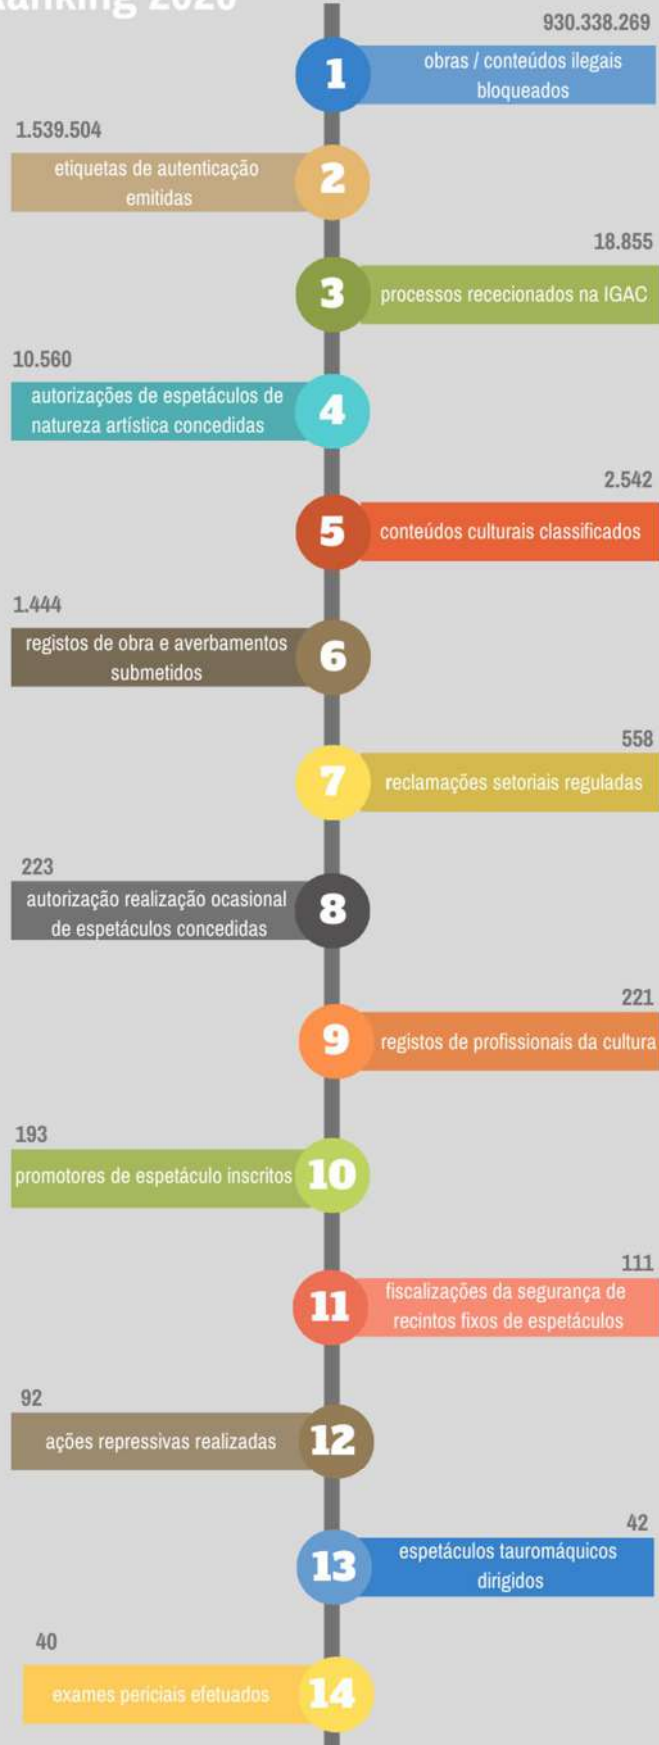 Ranking 2020
930.338.269
1
obras / conteúdos ilegais
bloqueados
1.539.504
etiquetas de autenticação
emitidas
2
18.855
3
processos rececionados na IGAC
10.560
autorizações de espetáculos de
natureza artística concedidas
4
2.542
5
conteúdos culturais classificados
1.444
registos de obra e averbamentos
submetidos
6
558
7
reclamações setoriais reguladas
223
autorização realização ocasional
de espetáculos concedidas
8
221
9
registos de profissionais da cultura
193
promotores de espetáculo inscritos
10
111
11
fiscalizações da segurança de
recintos fixos de espetáculos
92
ações repressivas realizadas
12
42
13
espetáculos tauromáquicos
dirigidos
40
exames periciais efetuados
14